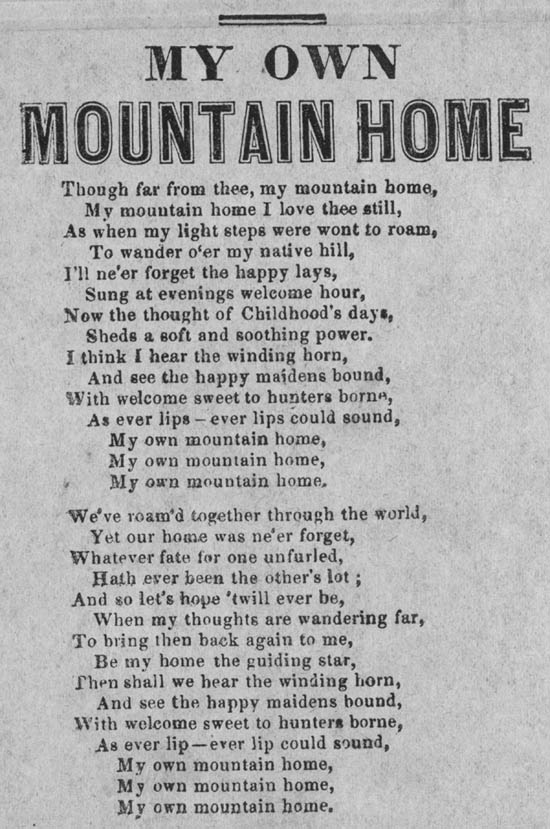 MY OWN
MOUNTAIN HOME
Though far from thee, my mountain home,
My mountain home I love thee still,
As when my light steps were wont to roam,
To wander o‘er my native hill,
I'll ne'er forget the happy lays,
Sung at evenings welcome hour,
Now the thought of Childhood's days,
Sheds a soft and soothing power.
I think I hear the winding horn,
And see the happy maidens bound,
With welcome sweet to hunters borne,
As ever lips — ever lips could sound,
My own mountain home,
My own mountain home,
My own mountain home.
We've roam'd together through the world,
Yet our home was ne'er forget,
Whatever fate for one unfurled,
Hath ever been the other's lot ;
And so let's hope 'twill ever be,
When my thoughts are wandering far,
To bring then back again to me,
Be my home the guiding star,
Then shall we hear the winding horn,
And see the happy maidens bound,
With welcome sweet to hunters borne,
As ever lip—ever lip could sound,
My own mountain home,
My own mountain home,
My own mountain home.